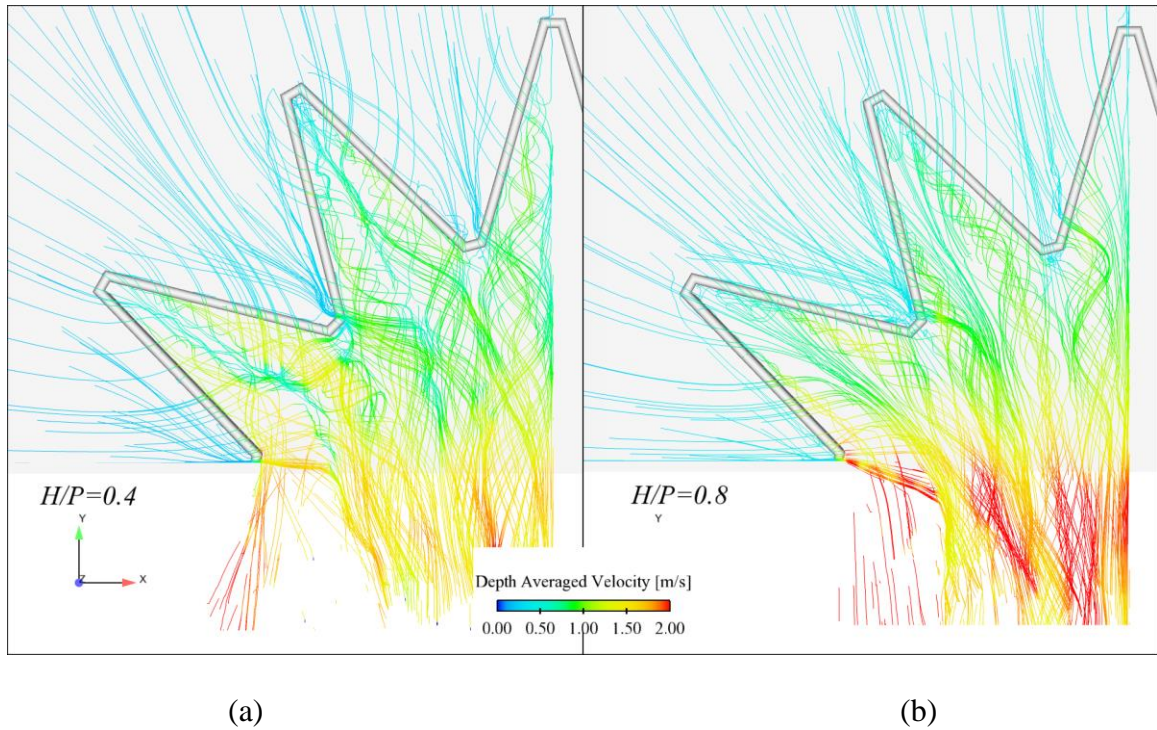 H/P=0.4
Y
Z
X
H/P=0.8
Y
Depth Averaged Velocity [m/s]
0.00 0.50 1.00 1.50 2.00
(a)
(b)